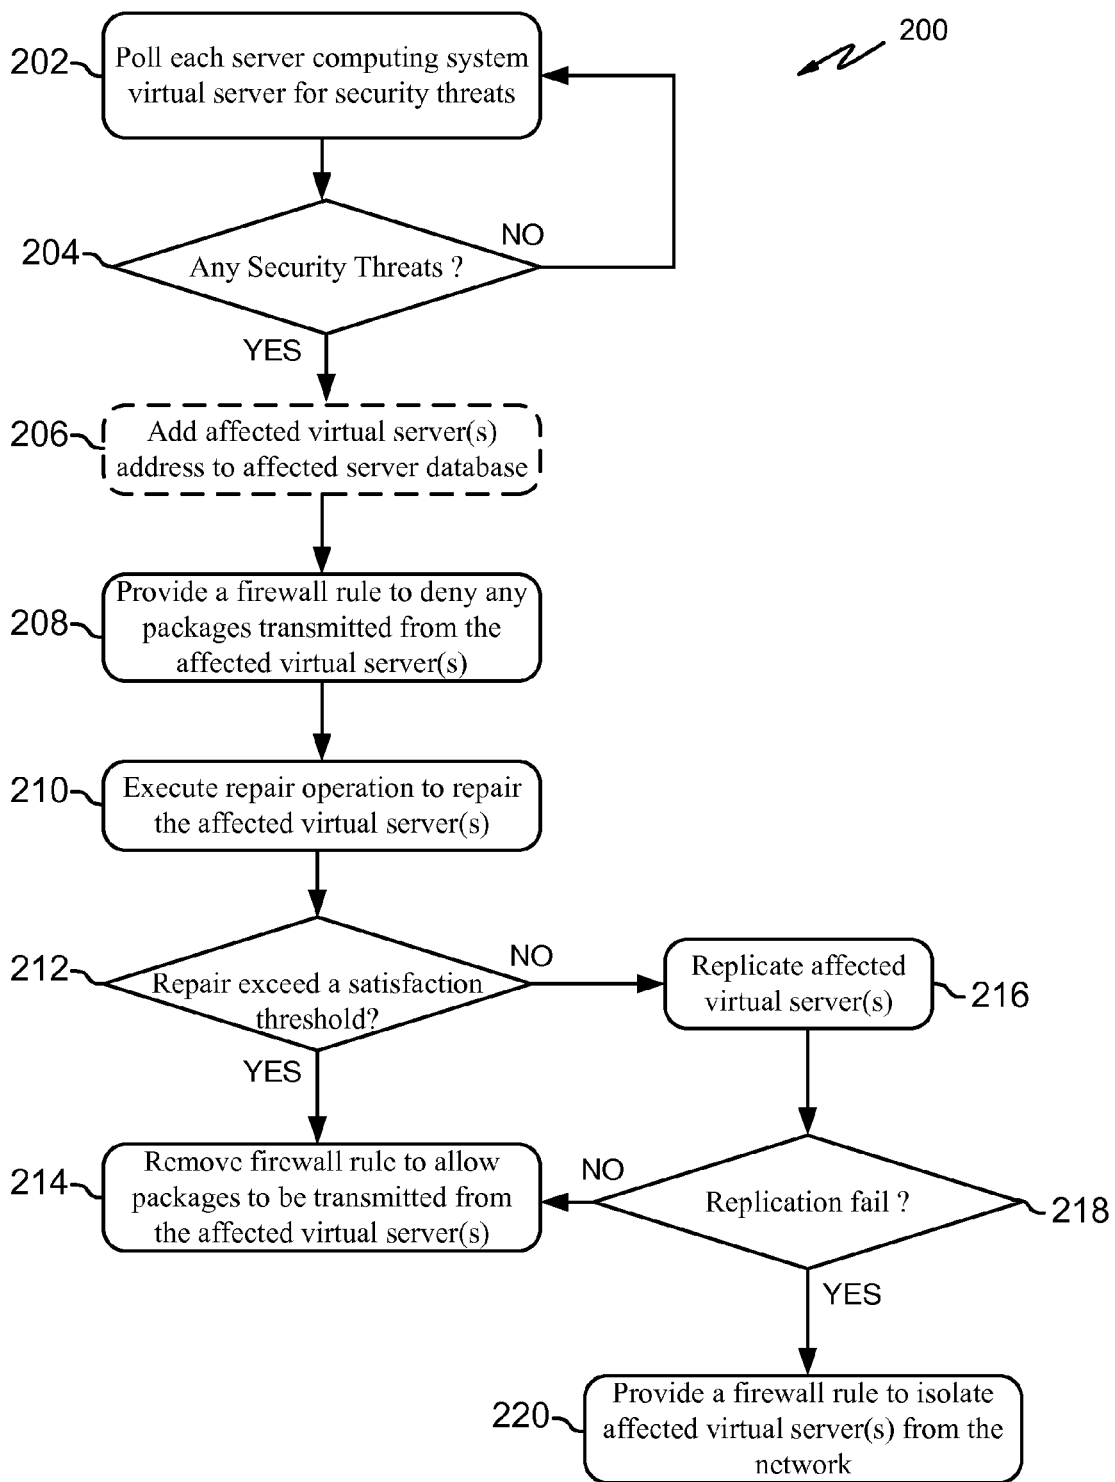 200
202
Poll each server computing system
virtual server for security threats
204
Any Security Threats ?
NO
YES
206
Add affected virtual server(s)
address to affected server database
208
Provide a firewall rule to deny any
packages transmitted from the
affected virtual server(s)
210
Execute repair operation to repair
the affected virtual server(s)
212
Repair exceed a satisfaction
threshold?
NO
YES
Replicate affected
virtual server(s)
216
214
Remove firewall rule to allow
packages to be transmitted from
the affected virtual server(s)
NO
Replication fail ?
218
YES
220
Provide a firewall rule to isolate
affected virtual server(s) from the
network